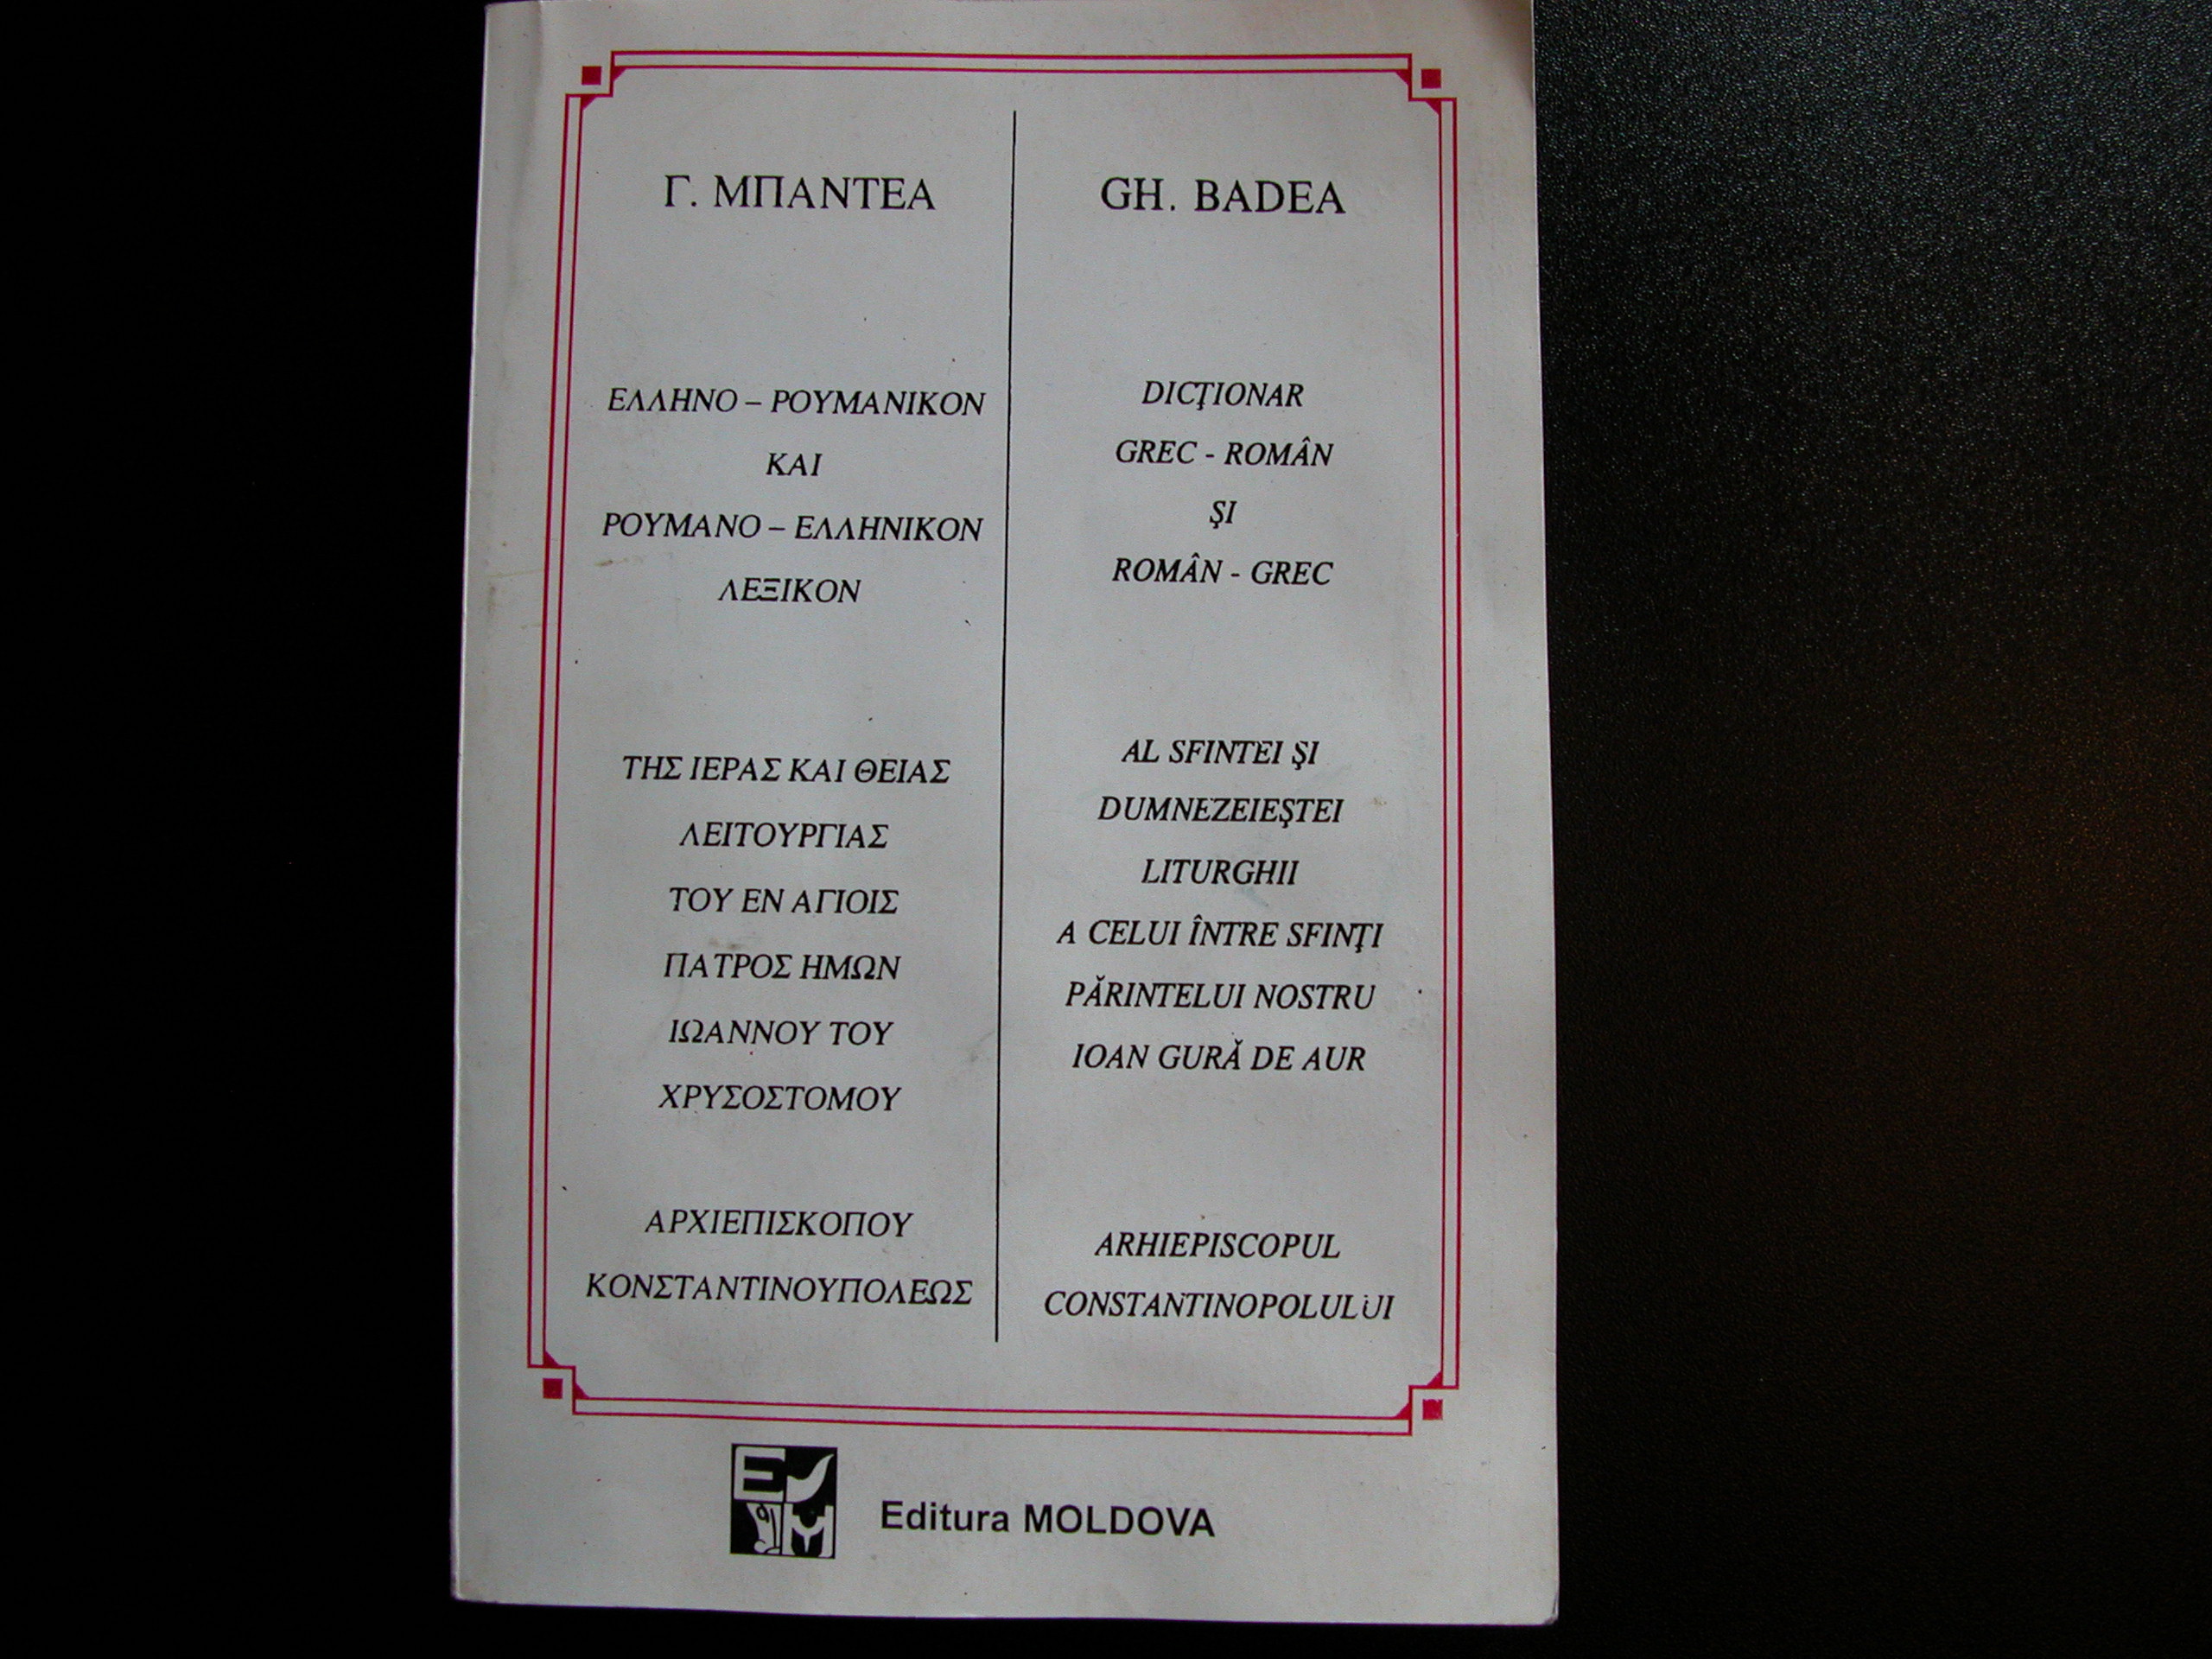 Γ. ΜΠΑΝΤΕΑ
ΕΛΛΗΝΟ – ΡΟΥΜΑΝΙΚΟΝ
ΚΑΙ
ΡΟΥΜΑΝΟ – ΕΛΛΗΝΙΚΟΝ
ΛΕΞΙΚΟΝ
ΤΗΣ ΙΕΡΑΣ ΚΑΙ ΘΕΙΑΣ
ΛΕΙΤΟΥΡΓΙΑΣ
ΤΟΥ ΕΝ ΑΓΙΟΙΣ
ΠΑΤΡΟΣ ΗΜΩΝ
ΙΩΑΝΝΟΥ ΤΟΥ
ΧΡΥΣΟΣΤΟΜΟΥ
ΑΡΧΙΕΠΙΣΚΟΠΟΥ
ΚΟΝΣΤΑΝΤΙΝΟΥΠΟΛΕΩΣ
GH. BADEA
DICŢIONAR
GREC - ROMÂN
ŞI
ROMÂN - GREC
AL SFINTEI ŞI
DUMNEZEIEŞTEI
LITURGHII
A CELUI ÎNTRE SFINŢI
PĂRINTELUI NOSTRU
IOAN GURĂ DE AUR
ARHIEPISCOPUL
CONSTANTINOPOLULUI
Editura MOLDOVA